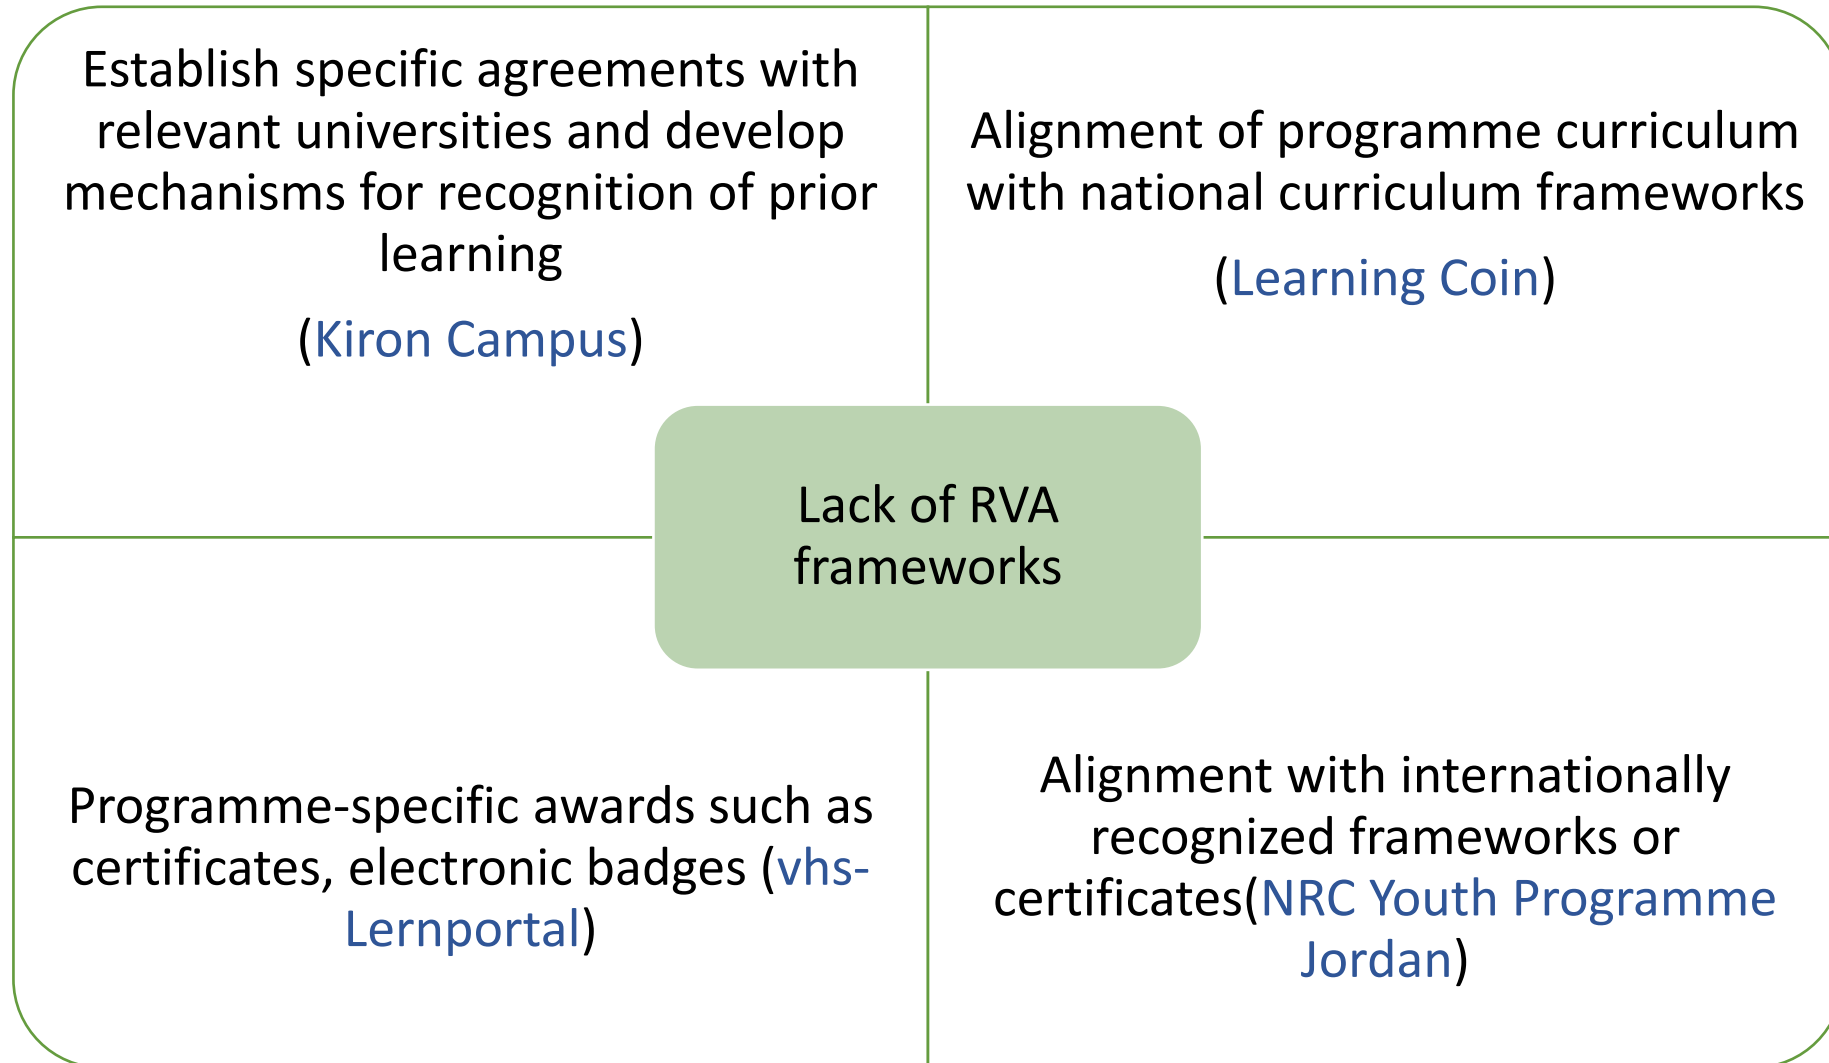 Establish specific agreements with
relevant universities and develop
mechanisms for recognition of prior
learning
(Kiron Campus)
Alignment of programme curriculum
with national curriculum frameworks
(Learning Coin)
Lack of RVA
frameworks
Programme-specific awards such as
certificates, electronic badges (vhs-
Lernportal)
Alignment with internationally
recognized frameworks or
certificates(NRC Youth Programme
Jordan)